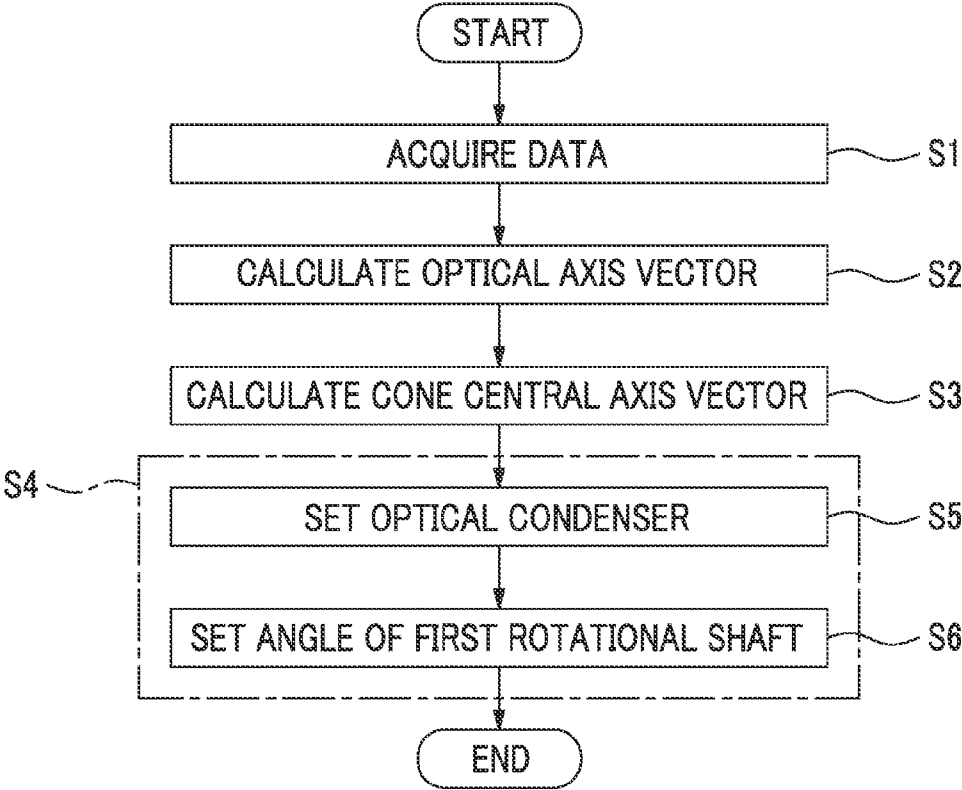 START
ACQUIRE DATA
S1
CALCULATE OPTICAL AXIS VECTOR
S2
CALCULATE CONE CENTRAL AXIS VECTOR
S3
S4
SET OPTICAL CONDENSER
S5
SET ANGLE OF FIRST ROTATIONAL SHAFT
S6
END